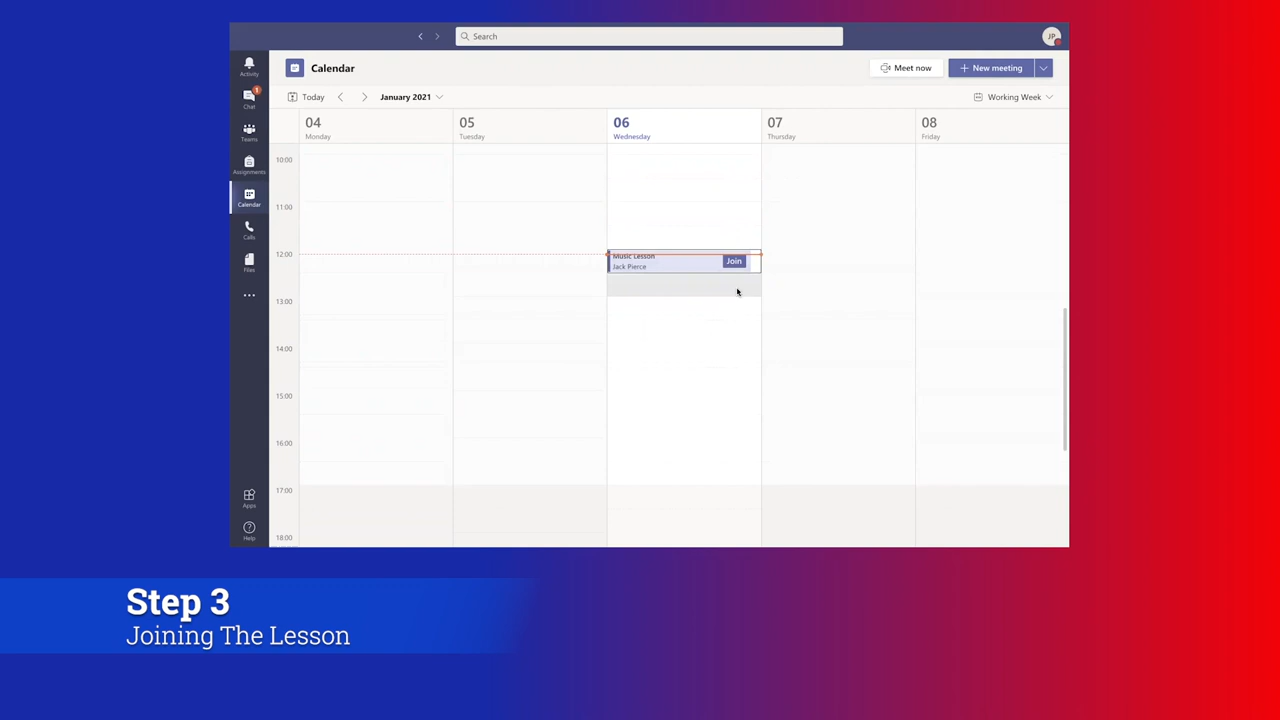 Search
JP
Activity
1
Chat
Teams
Assignments
Calendar
Calls
Files
Apps
Help
Calendar
Meet now
New meeting
Today
January 2021
Working Week
04
Monday
05
Tuesday
06
Wednesday
07
Thursday
08
Friday
10:00
11:00
12:00
13:00
14:00
15:00
16:00
17:00
18:00
Music Lesson
Jack Pierce
Join
Step 3
Joining The Lesson